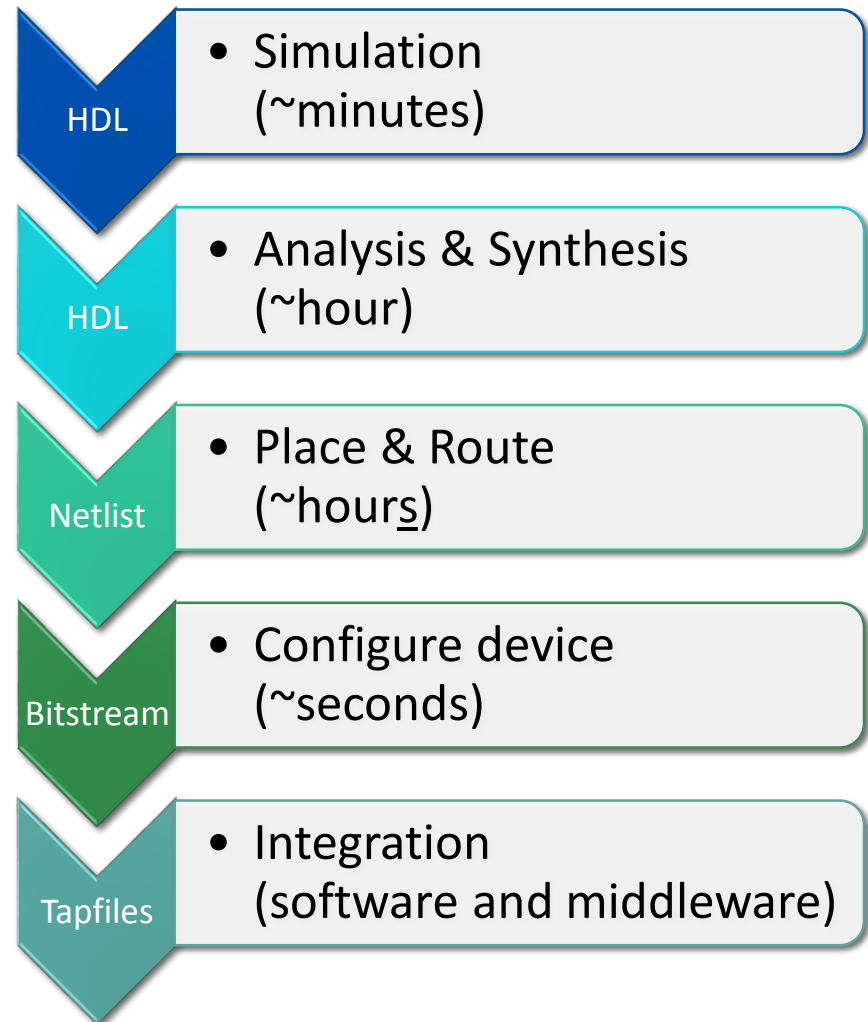 HDL
• Simulation
(~minutes)
HDL
• Analysis & Synthesis
(~hour)
Netlist
• Place & Route
(~hours)
Bitstream
• Configure device
(~seconds)
Tapfiles
• Integration
(software and middleware)